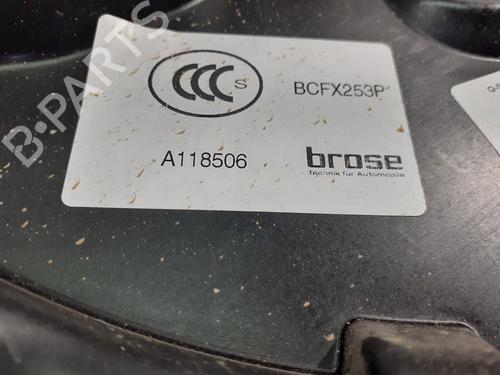 CCC S
BCFX253P
A118506
brose
Technik für Automobile
B-PARTS